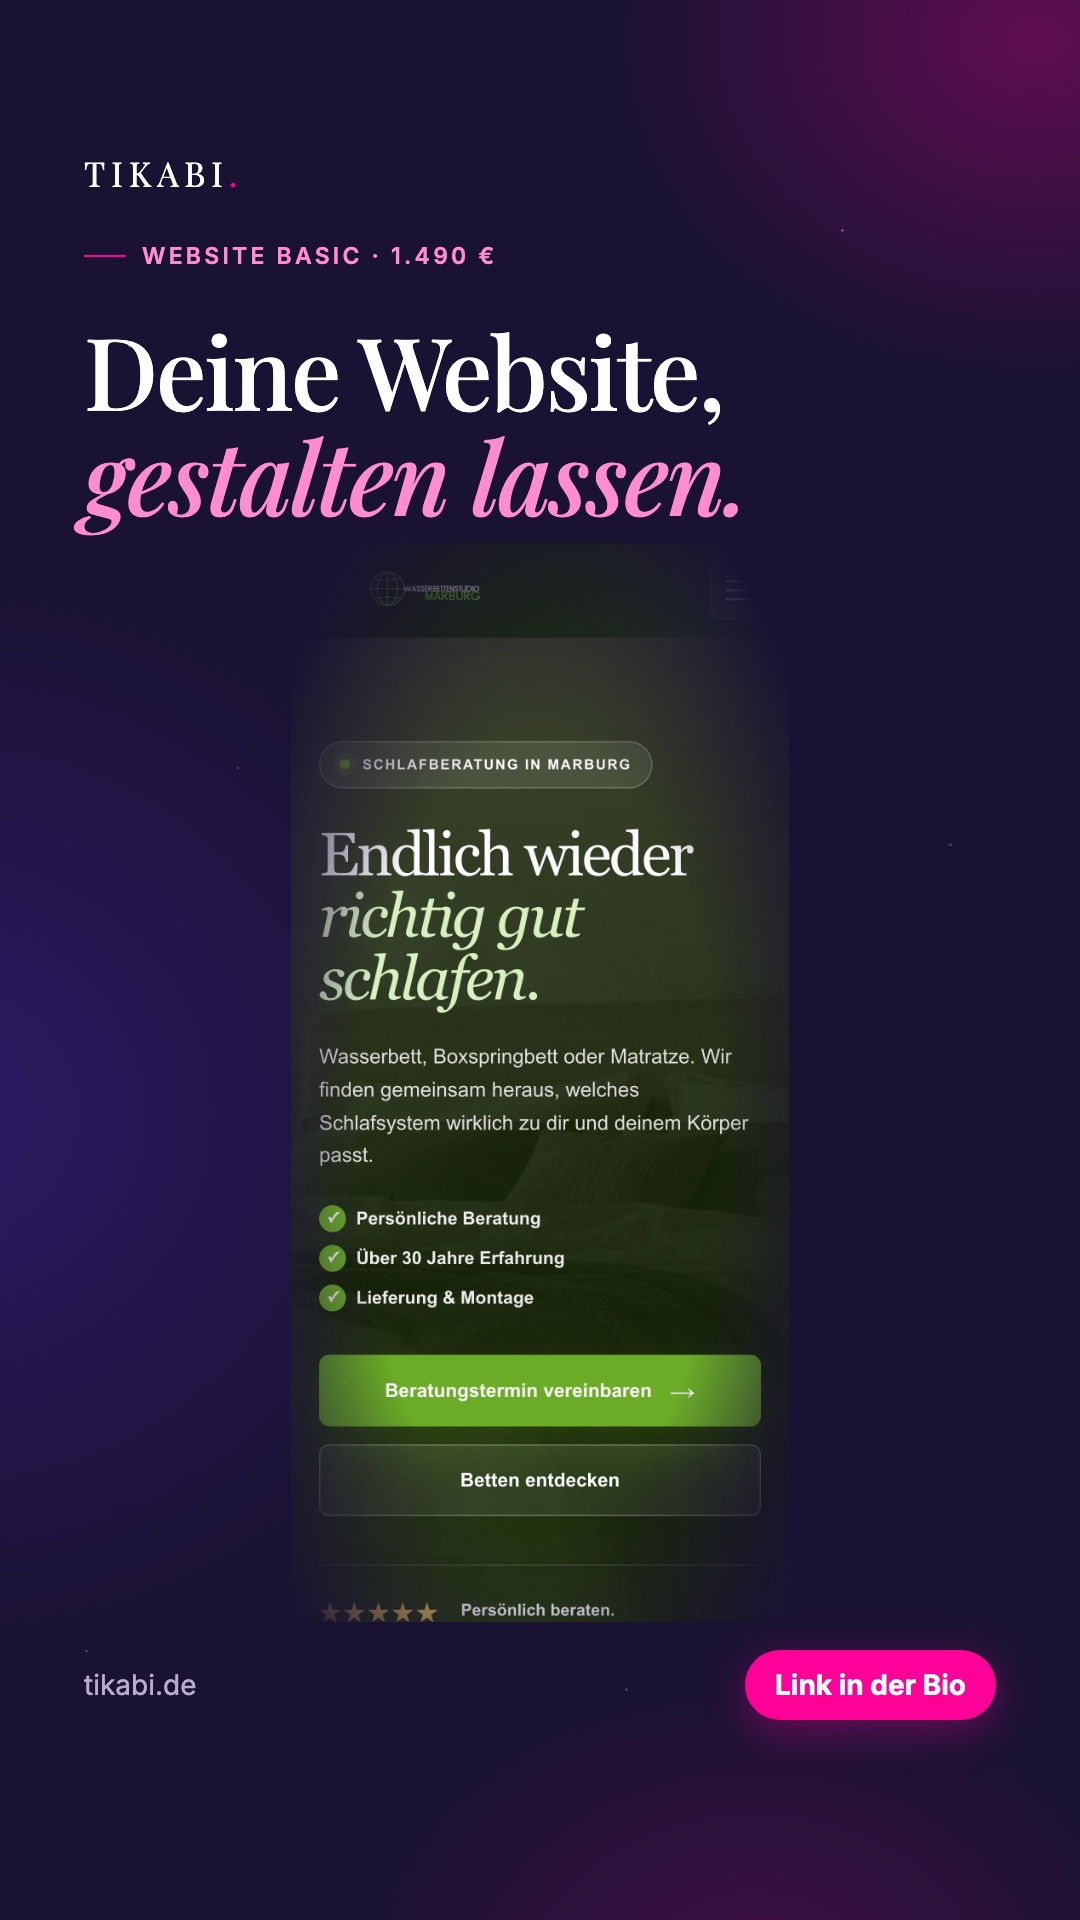 TIKABI.
WEBSITE BASIC · 1.490 €
Deine Website,
gestalten lassen.
WASSERBETTENSTUDIO
MARBURG
SCHLAFBERATUNG IN MARBURG
Endlich wieder
richtig gut
schlafen.
Wasserbett, Boxspringbett oder Matratze. Wir
finden gemeinsam heraus, welches
Schlafsystem wirklich zu dir und deinem Körper
passt.
Persönliche Beratung
Über 30 Jahre Erfahrung
Lieferung & Montage
Beratungstermin vereinbaren →
Betten entdecken
★★★★★ Persönlich beraten.
tikabi.de
Link in der Bio